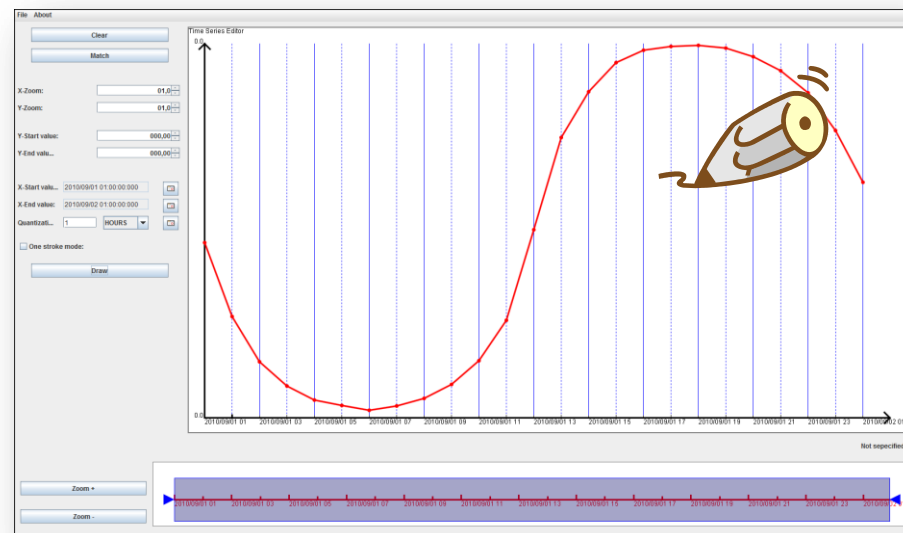 File About
Clear
Match
X-Zoom: 01,0
Y-Zoom: 01,0
Y-Start value: 000,00
Y-End valu... 000,00
X-Start valu... 2010/09/01 01:00:00:000
X-End value: 2010/09/02 01:00:00:000
Quantizati... 1 HOURS
One stroke mode:
Draw
Time Series Editor
0.0
0.0
2010/09/01 01 2010/09/01 03 2010/09/01 05 2010/09/01 07 2010/09/01 09 2010/09/01 11 2010/09/01 13 2010/09/01 15 2010/09/01 17 2010/09/01 19 2010/09/01 21 2010/09/01 23 2010/09/02 01
Not sepecified
Zoom +
Zoom -
2010/09/01 01 2010/09/01 03 2010/09/01 05 2010/09/01 07 2010/09/01 09 2010/09/01 11 2010/09/01 13 2010/09/01 15 2010/09/01 17 2010/09/01 19 2010/09/01 21 2010/09/01 23